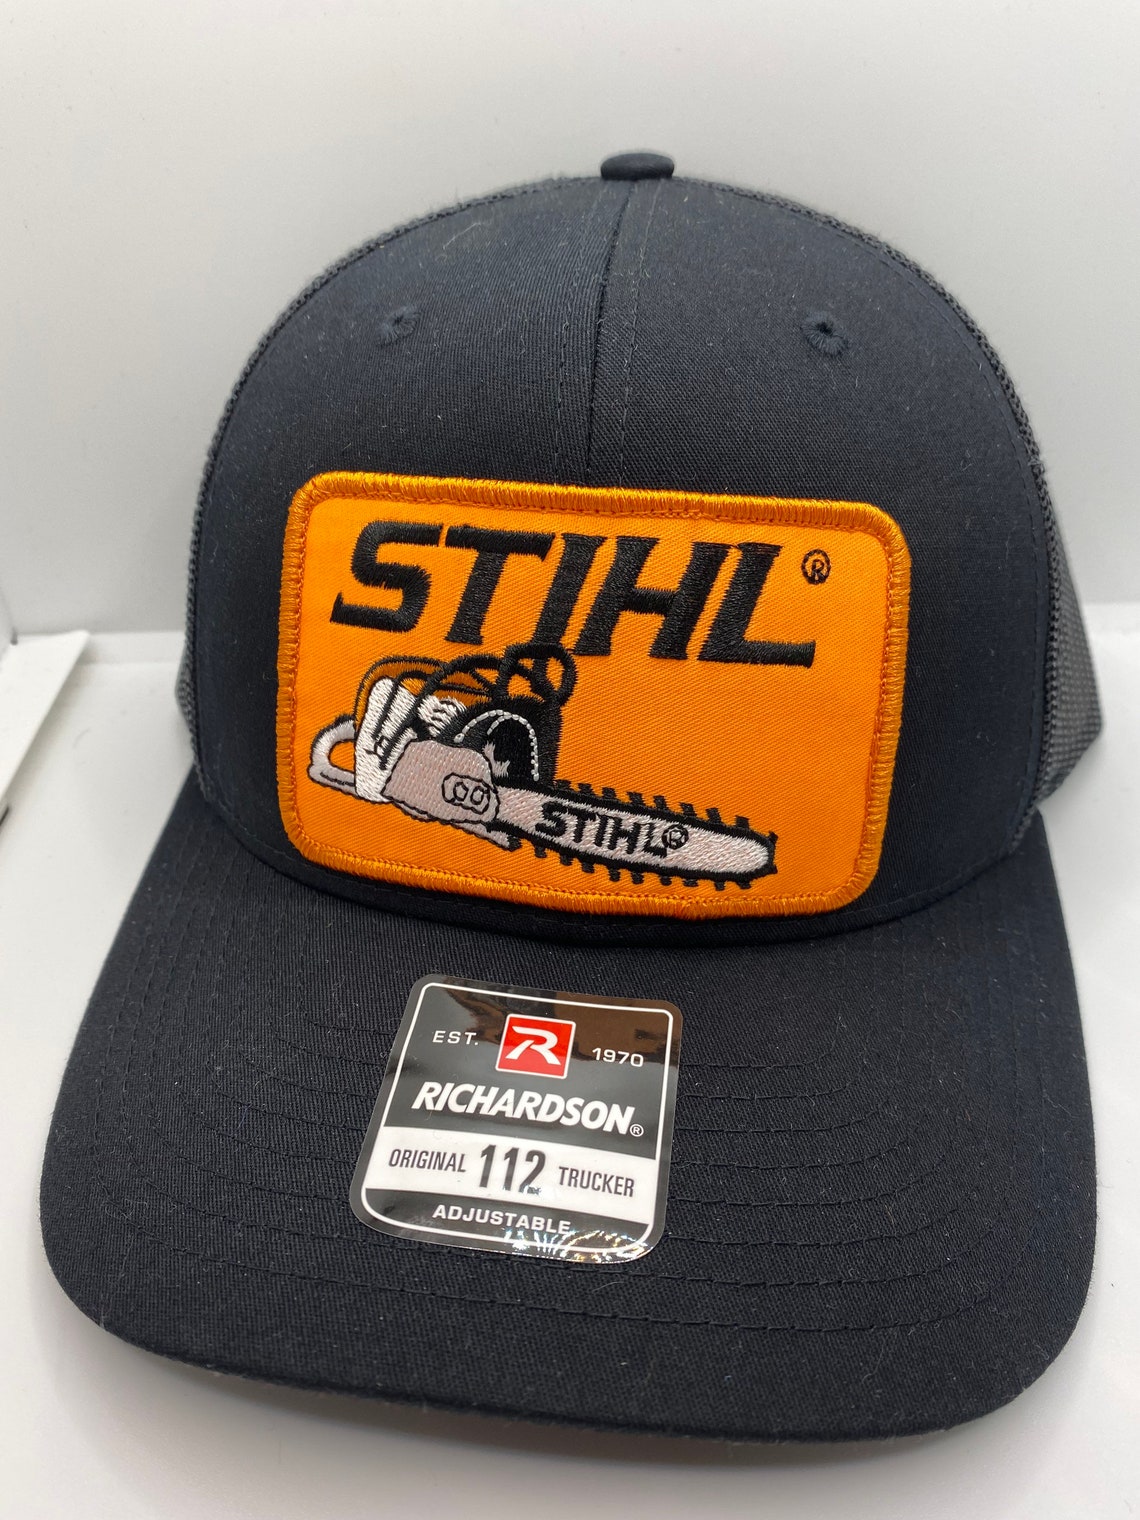 STIHL®
STIHL®
EST. R 1970
RICHARDSON®
ORIGINAL 112 TRUCKER
ADJUSTABLE